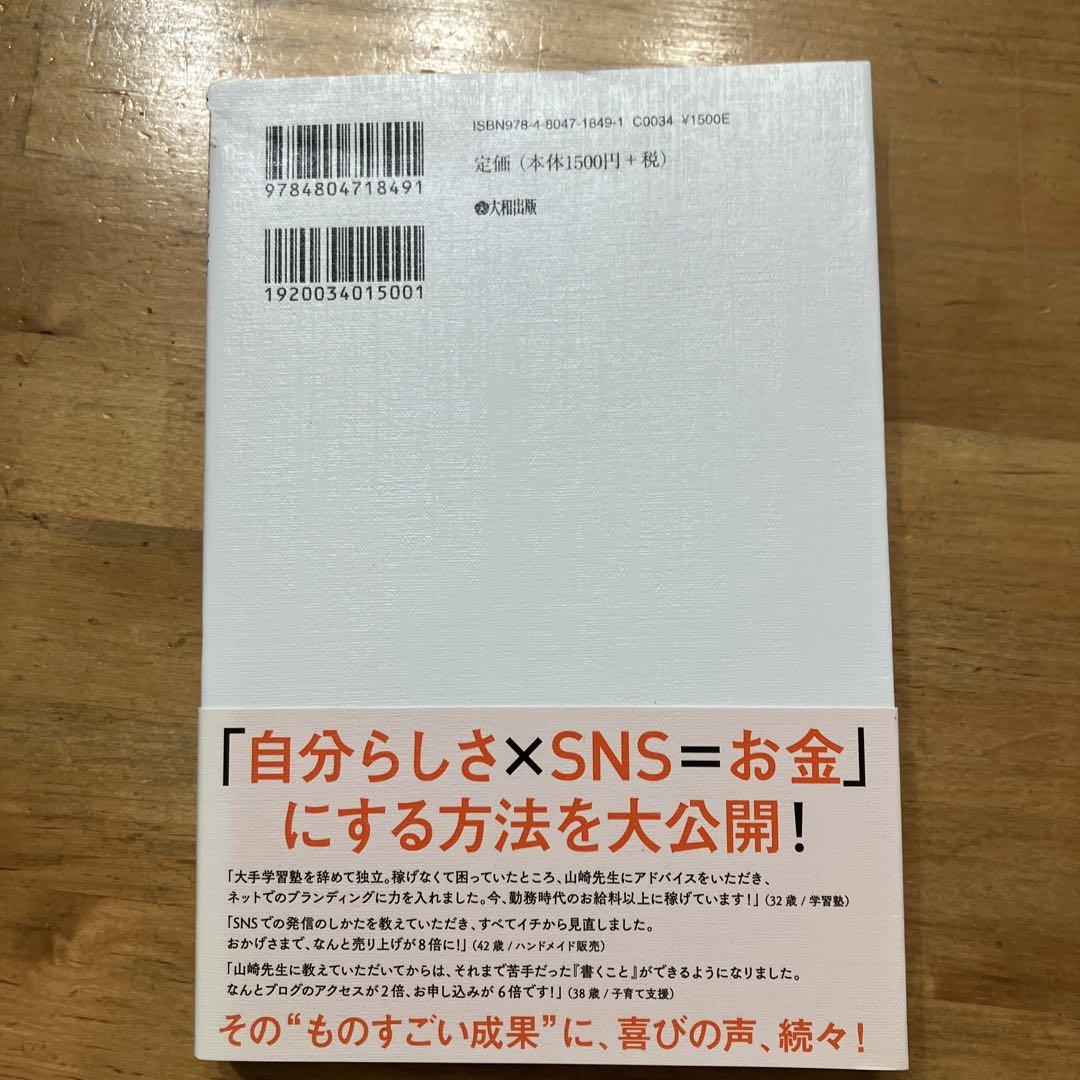 ISBN978-4-8047-1849-1 C0034 ¥1500E
定価（本体1500円＋税）
大和出版
9784804718491
1920034015001
「自分らしさ×SNS＝お金」
にする方法を大公開！
「大手学習塾を辞めて独立。稼げなくて困っていたところ、山崎先生にアドバイスをいただき、
ネットでのブランディングに力を入れました。今、勤務時代のお給料以上に稼げています！」（32歳／学習塾）
「SNSでの発信のしかたを教えていただき、すべてイチから見直しました。
おかげさまで、なんと売り上げが8倍に！」（42歳／ハンドメイド販売）
「山崎先生に教えていただいてからは、それまで苦手だった『書くこと』ができるようになりました。
なんとブログのアクセスが2倍、お申し込みが6倍です！」（38歳／子育て支援）
その“ものすごい成果”に、喜びの声、続々！